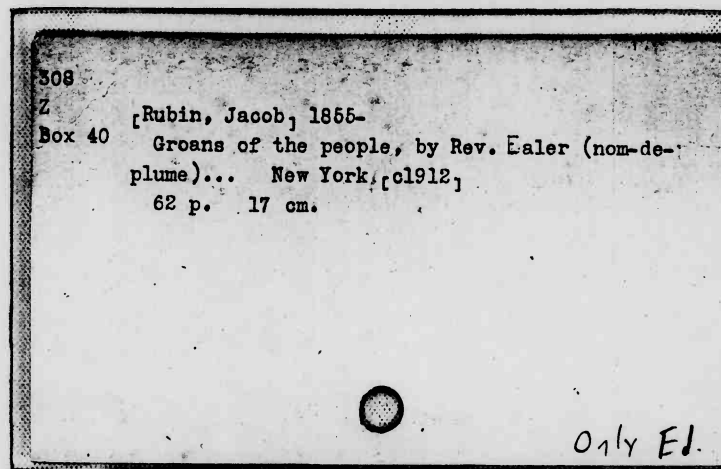 308
Z
Box 40
[Rubin, Jacob] 1855-
Groans of the people, by Rev. Ealer (nom-de-
plume)... New York, [c1912]
62 p. 17 cm.
Only Ed.